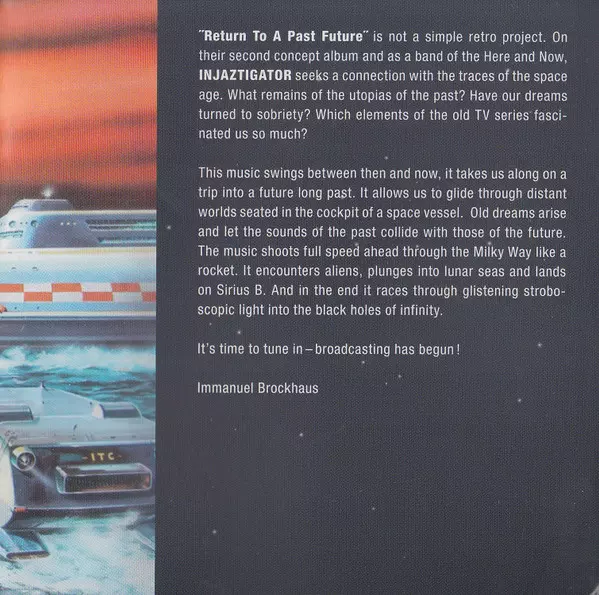 ˝Return To A Past Future˝ is not a simple retro project. On
their second concept album and as a band of the Here and Now,
INJAZTIGATOR seeks a connection with the traces of the space
age. What remains of the utopias of the past? Have our dreams
turned to sobriety? Which elements of the old TV series fasci-
nated us so much?
This music swings between then and now, it takes us along on a
trip into a future long past. It allows us to glide through distant
worlds seated in the cockpit of a space vessel. Old dreams arise
and let the sounds of the past collide with those of the future.
The music shoots full speed ahead through the Milky Way like a
rocket. It encounters aliens, plunges into lunar seas and lands
on Sirius B. And in the end it races through glistening strobo-
scopic light into the black holes of infinity.
It's time to tune in – broadcasting has begun !
Immanuel Brockhaus
- ITC -